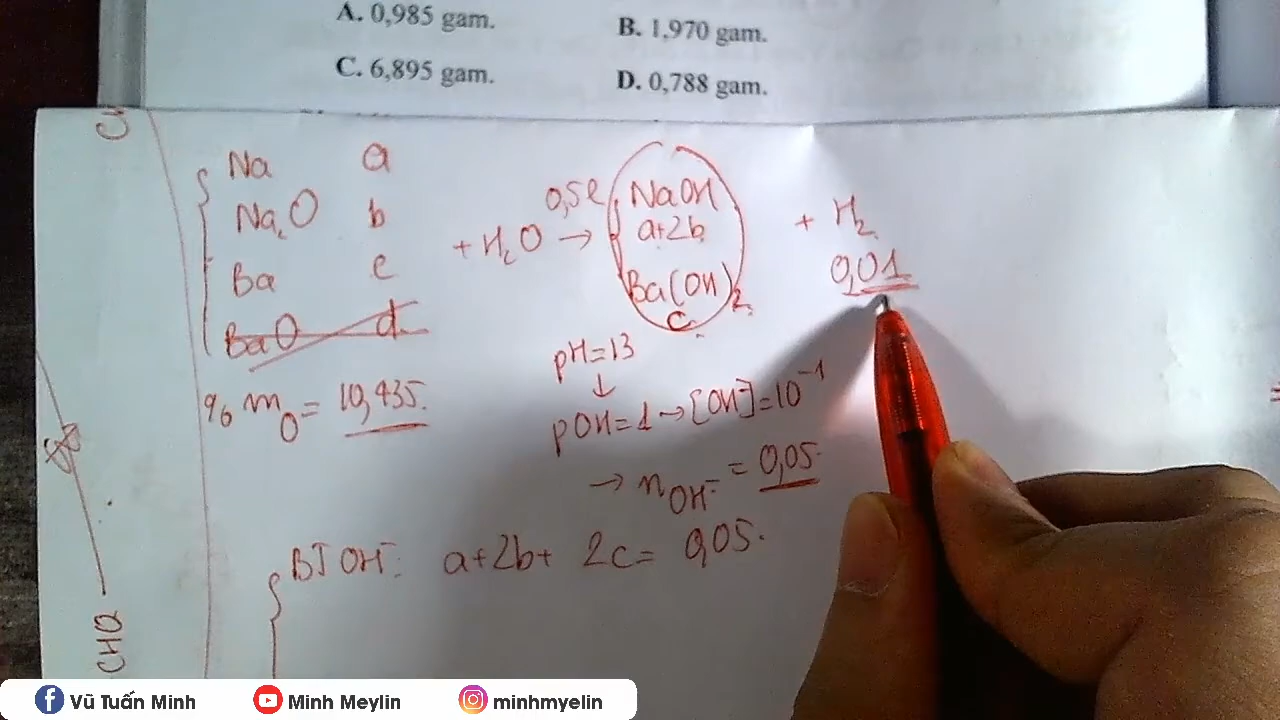 A. 0,985 gam. B. 1,970 gam.
C. 6,895 gam. D. 0,788 gam.
Na a
Na2O b
Ba c
BaO d
+ H2O → 0,5l
NaOH
a+2b
Ba(OH)2
c
+ H2
0,01
% mO = 10,435.
pH=13
↓
pOH=1 → [OH-]=10^-1
→ nOH- = 0,05.
BT OH-: a+2b+ 2c= 0,05.
CHO
Vũ Tuấn Minh Minh Meylin minhmyelin